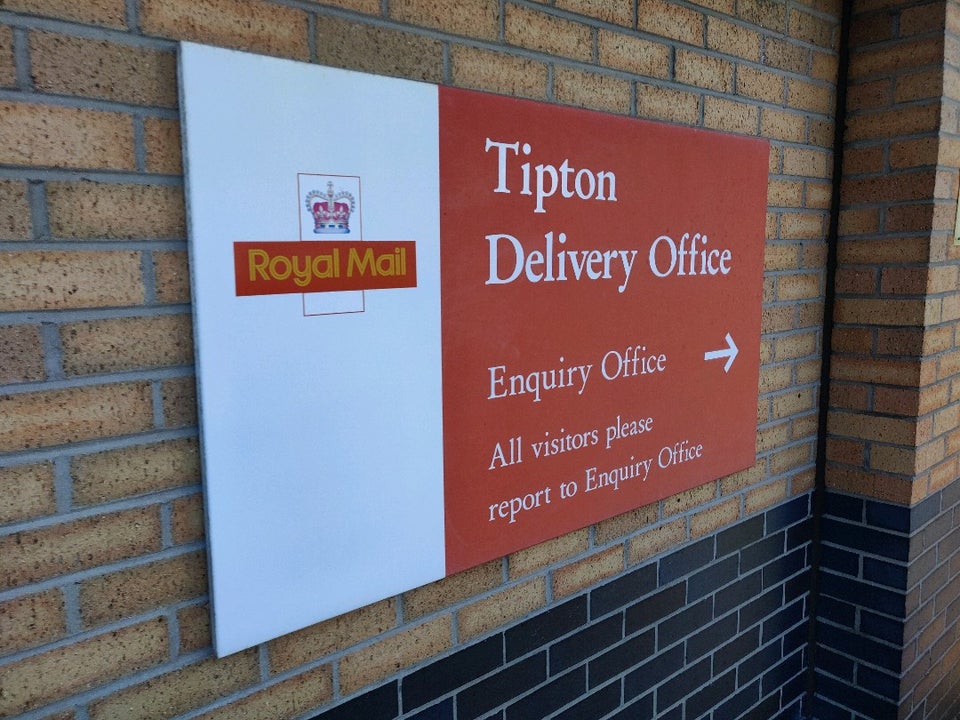 Royal Mail
Tipton
Delivery Office
Enquiry Office →
All visitors please
report to Enquiry Office